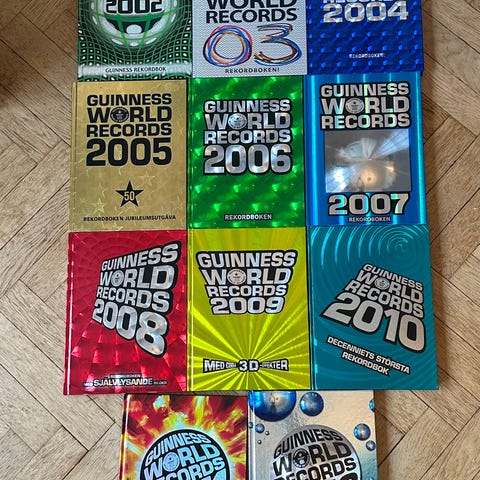 2002
GUINNESS REKORDBOK
WORLD
RECORDS
03
REKORDBOKEN!
2004
REKORDBOKEN!
GUINNESS
WORLD
RECORDS
2005
50
REKORDBOKEN JUBILEUMSUTGÅVA
GUINNESS
WORLD
RECORDS
2006
REKORDBOKEN
GUINNESS
WORLD
RECORDS
2007
REKORDBOKEN
GUINNESS
WORLD
RECORDS
2008
REKORDBOKEN
SJÄLVLYSANDE
GUINNESS
WORLD
RECORDS
2009
MED 3D
GUINNESS
WORLD
RECORDS
2010
DECENNIETS STÖRSTA
REKORDBOK
GUINNESS
WORLD
RECORDS
GUINNESS
WORLD
RECORDS